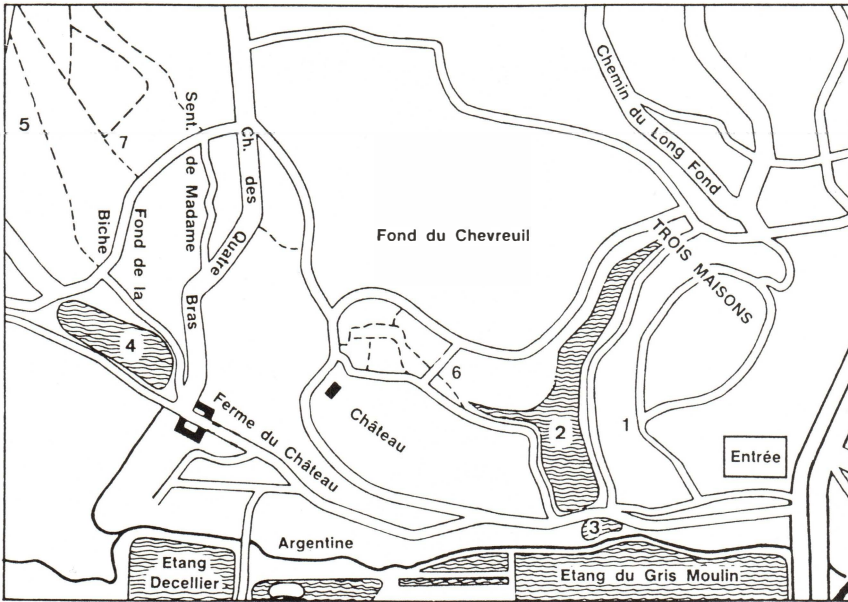 5
7
Sent. de Madame
Ch. des Quatre Bras
Chemin du Long Fond
Biche
Fond de la
Fond du Chevreuil
TROIS MAISONS
4
6
Ferme du Château
Château
2
1
Entrée
3
Argentine
Etang
Decellier
Etang du Gris Moulin